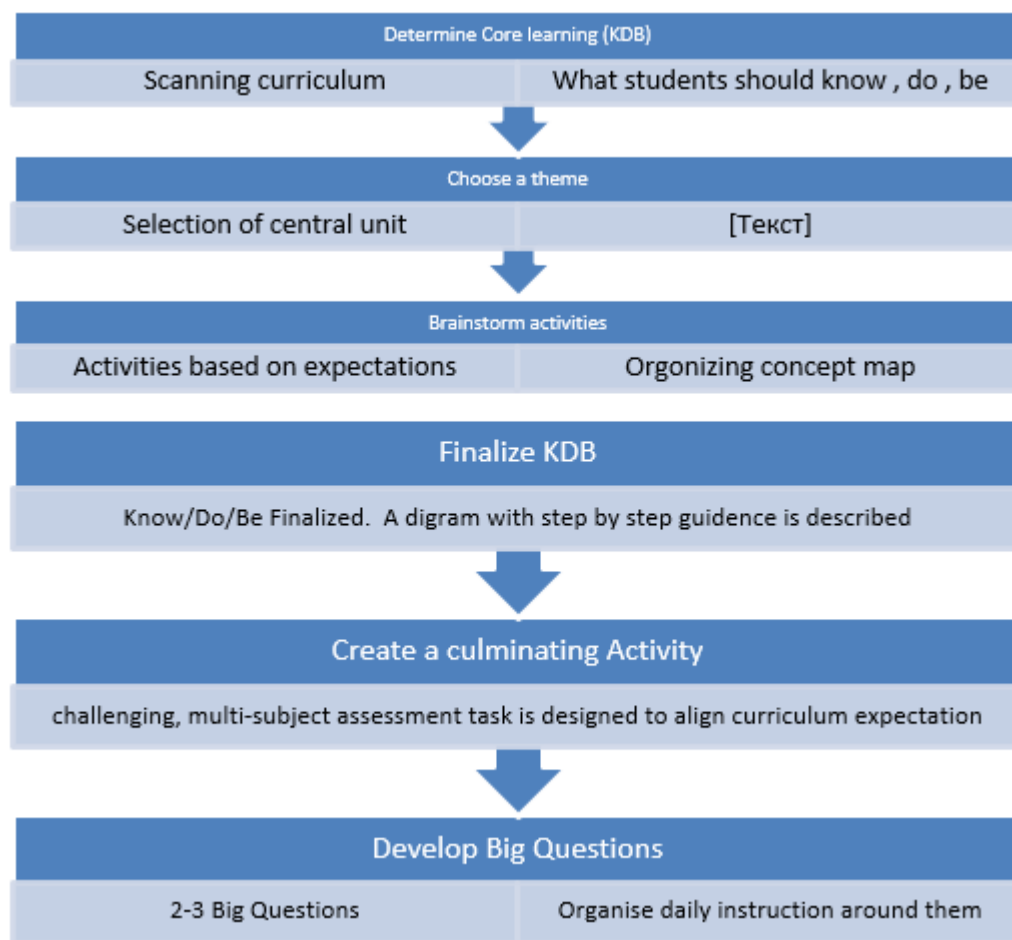 Determine Core learning (KDB)
Scanning curriculum
What students should know , do , be
Choose a theme
Selection of central unit
[Текст]
Brainstorm activities
Activities based on expectations
Orgonizing concept map
Finalize KDB
Know/Do/Be Finalized. A digram with step by step guidence is described
Create a culminating Activity
challenging, multi-subject assessment task is designed to align curriculum expectation
Develop Big Questions
2-3 Big Questions
Organise daily instruction around them